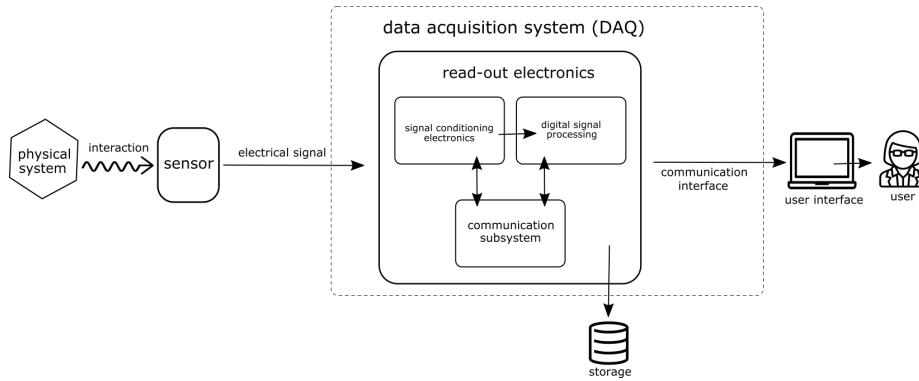 data acquisition system (DAQ)
read-out electronics
signal conditioning
electronics
digital signal
processing
physical
system
interaction
sensor
electrical signal
communication
interface
user interface
user
communication
subsystem
storage